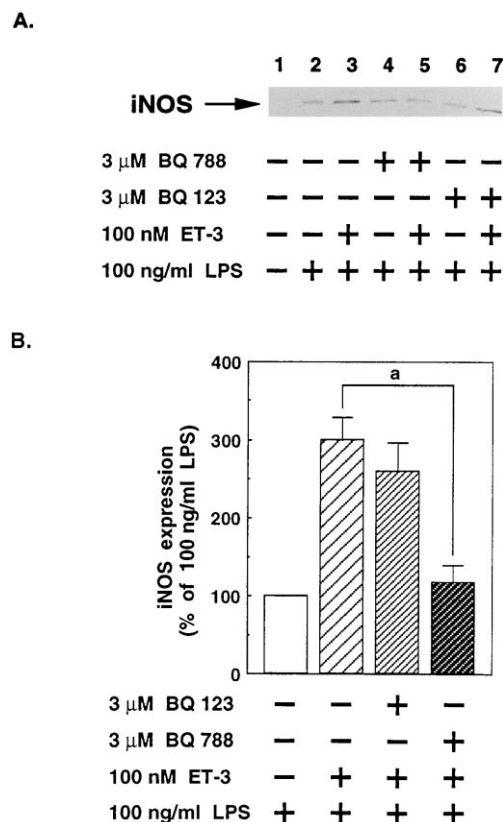 A.
1 2 3 4 5 6 7
iNOS
3 μM BQ 788 − − − + + − −
3 μM BQ 123 − − − − − + +
100 nM ET-3 − − + − + − +
100 ng/ml LPS − + + + + + +
B.
400
a
300
200
100
0
iNOS expression
(% of 100 ng/ml LPS)
3 μM BQ 123 − − + −
3 μM BQ 788 − − − +
100 nM ET-3 − + + +
100 ng/ml LPS + + + +